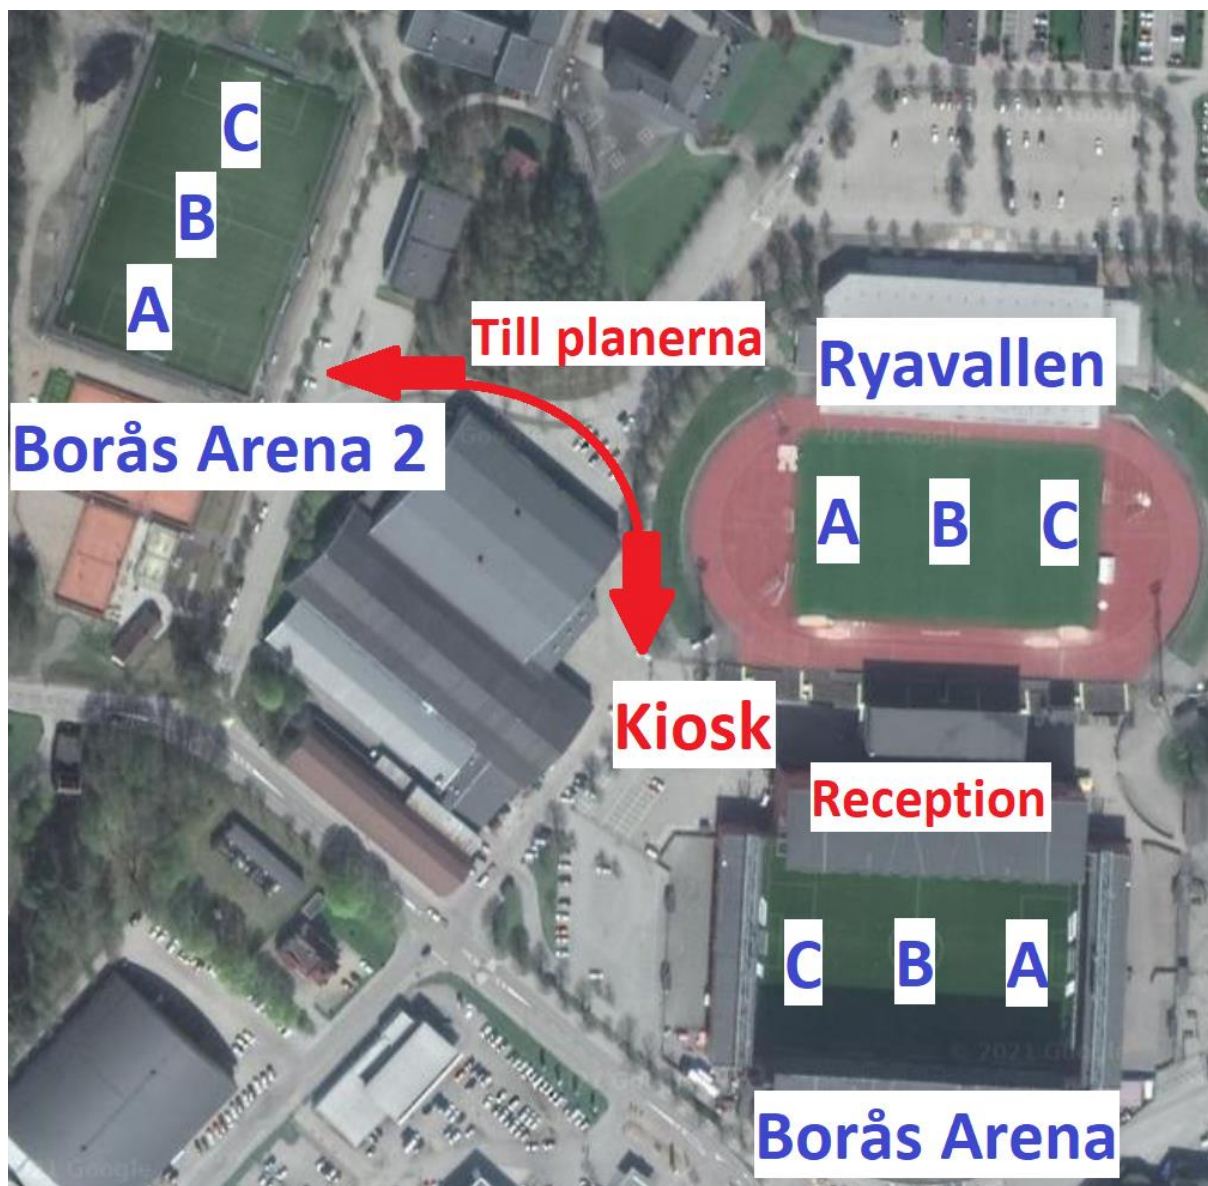 C
B
A
Till planerna
Ryavallen
Borås Arena 2
A B C
Kiosk
Reception
C B A
Borås Arena